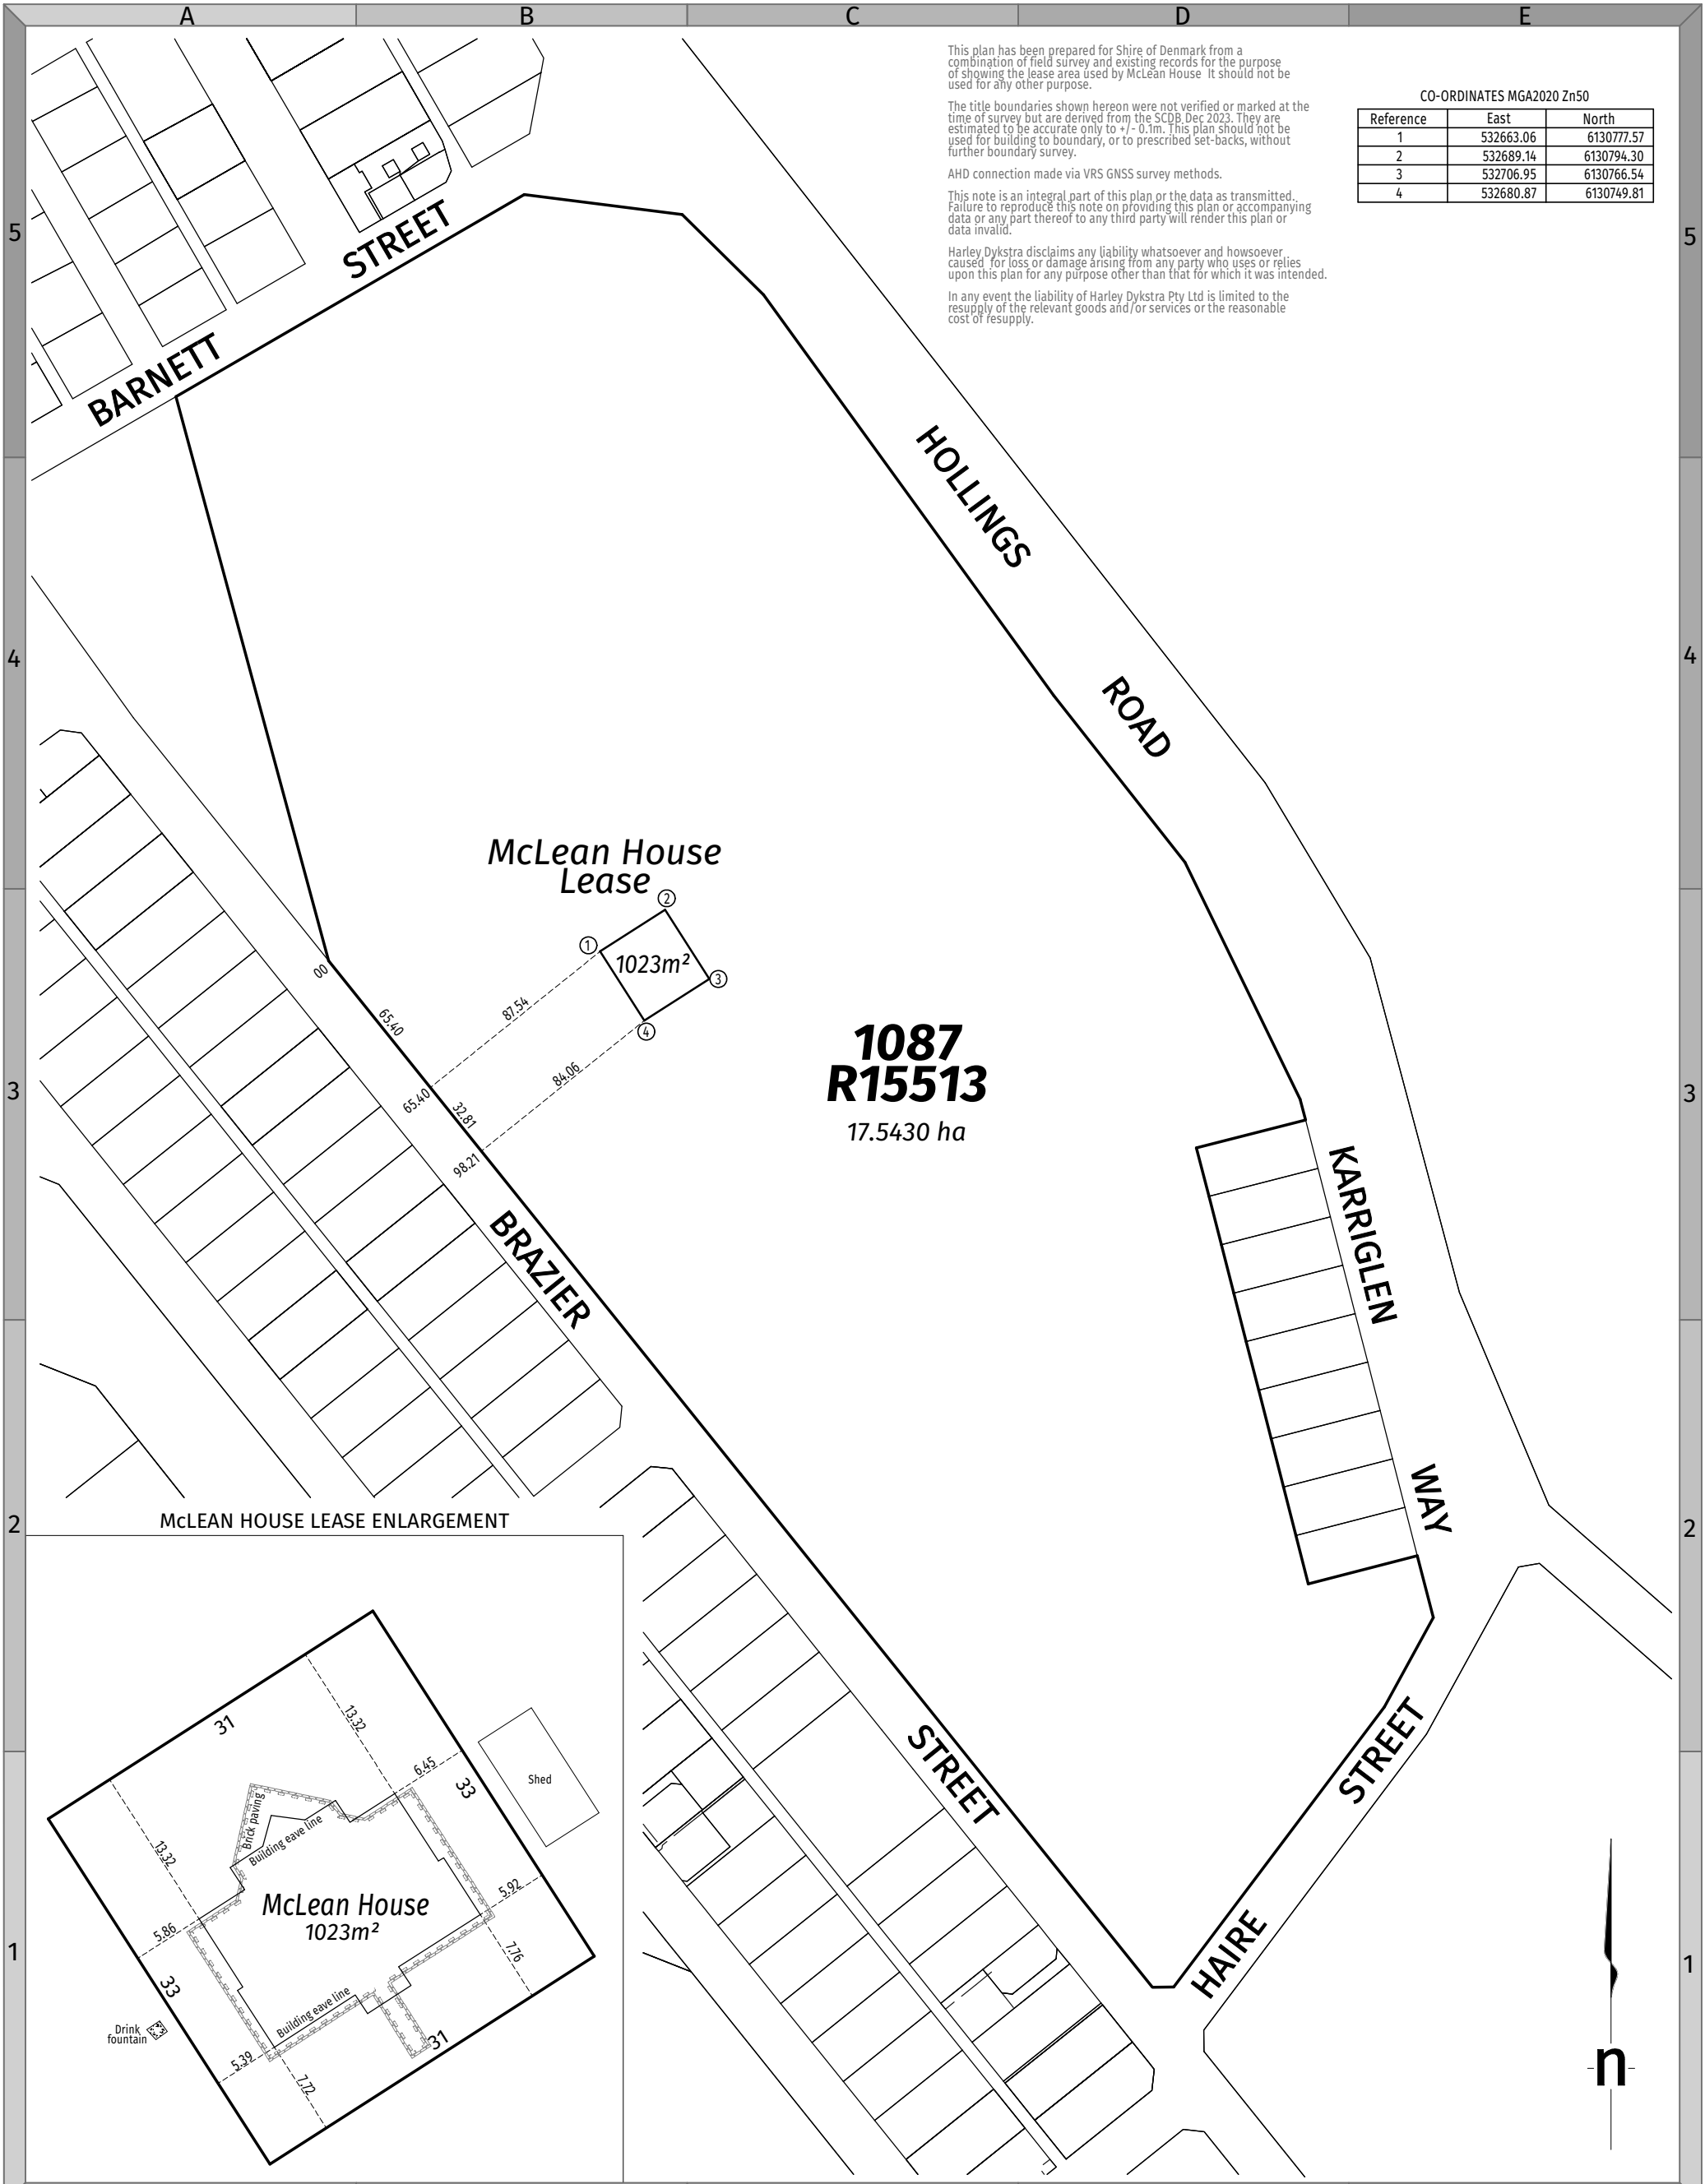 A B C D E
This plan has been prepared for Shire of Denmark from a
combination of field survey and existing records for the purpose
of showing the lease area used by McLean House It should not be
used for any other purpose.
The title boundaries shown hereon were not verified or marked at the
time of survey but are derived from the SCDB Dec 2023. They are
estimated to be accurate only to +/- 0.1m. This plan should not be
used for building to boundary, or to prescribed set-backs, without
further boundary survey.
AHD connection made via VRS GNSS survey methods.
This note is an integral part of this plan or the data as transmitted.
Failure to reproduce this note on providing this plan or accompanying
data or any part thereof to any third party will render this plan or
data invalid.
Harley Dykstra disclaims any liability whatsoever and howsoever
caused for loss or damage arising from any party who uses or relies
upon this plan for any purpose other than that for which it was intended.
In any event the liability of Harley Dykstra Pty Ltd is limited to the
resupply of the relevant goods and/or services or the reasonable
cost of resupply.
CO-ORDINATES MGA2020 Zn50
Reference East North
1 532663.06 6130777.57
2 532689.14 6130794.30
3 532706.95 6130766.54
4 532680.87 6130749.81
5
5
BARNETT STREET
HOLLINGS ROAD
4
4
McLean House
Lease
2
1
1023m²
3
4
00
65.40
87.54
84.06
65.40
32.81
98.21
1087
R15513
17.5430 ha
3
3
KARRIGLEN WAY
BRAZIER STREET
2
2
McLEAN HOUSE LEASE ENLARGEMENT
31
13.32
6.45
33
Shed
Brick paving
Building eave line
13.32
McLean House
1023m²
5.92
5.86
7.76
33
Building eave line
Drink
fountain
31
5.39
7.72
HAIRE STREET
1
1
n